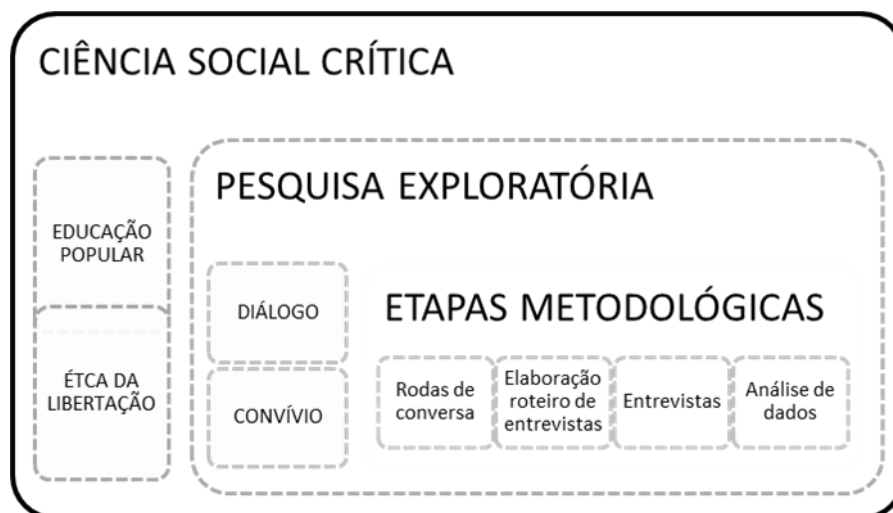 CIÊNCIA SOCIAL CRÍTICA
EDUCAÇÃO
POPULAR
ÉTCA DA
LIBERTAÇÃO
PESQUISA EXPLORATÓRIA
DIÁLOGO
CONVÍVIO
ETAPAS METODOLÓGICAS
Rodas de
conversa
Elaboração
roteiro de
entrevistas
Entrevistas
Análise de
dados